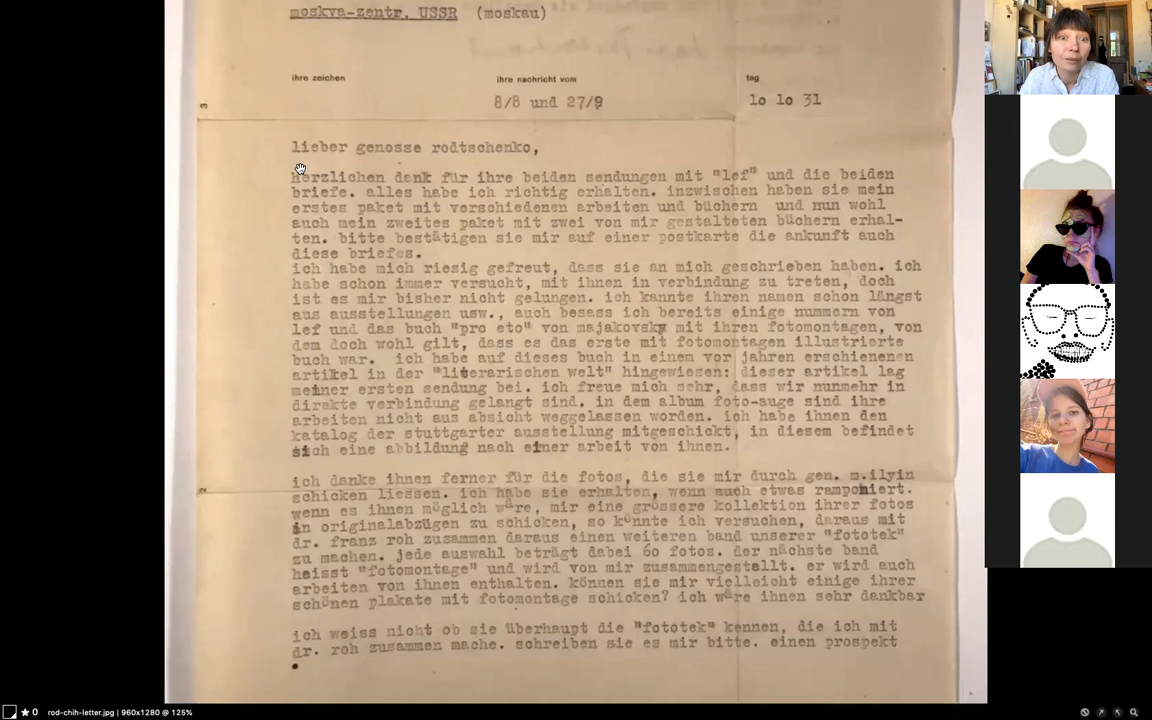 moskva-zentr, USSR (moskau)
ihre zeichen ihre nachricht vom tag
8/8 und 27/9 lo lo 31
lieber genosse rodtschenko,
herzlichen dank für ihre beiden sendungen mit "lef" und die beiden
briefe. alles habe ich richtig erhalten. inzwischen haben sie mein
erstes paket mit verschiedenen arbeiten und büchern und nun wohl
auch mein zweites paket mit zwei von mir gestalteten büchern erhal-
ten. bitte bestätigen sie mir auf einer postkarte die ankunft auch
diese briefes.
ich habe mich riesig gefreut, dass sie an mich geschrieben haben. ich
habe schon immer versucht, mit ihnen in verbindung zu treten, doch
ist es mir bisher nicht gelungen. ich kannte ihren namen schon längst
aus ausstellungen usw., auch besass ich bereits einige nummern von
lef und das buch "pro eto" von majakovsky mit ihren fotomontagen, von
dem doch wohl gilt, dass es das erste mit fotomontagen illustrierte
buch war. ich habe auf dieses buch in einem vor jahren erschienenen
artikel in der "literarischen welt" hingewiesen: dieser artikel lag
meiner ersten sendung bei. ich freue mich sehr, dass wir nunmehr in
direkte verbindung gelangt sind. in dem album foto-auge sind ihre
arbeiten nicht aus absicht weggelassen worden. ich habe ihnen den
katalog der stuttgarter ausstellung mitgeschickt, in diesem befindet
sich eine abbildung nach einer arbeit von ihnen.
ich danke ihnen ferner für die fotos, die sie mir durch gen. m.ilyin
schicken liessen. ich habe sie erhalten, wenn auch etwas ramponiert.
wenn es ihnen möglich wäre, mir eine grössere kollektion ihrer fotos
in originalabzügen zu schicken, so könnte ich versuchen, daraus mit
dr. franz roh zusammen daraus einen weiteren band unserer "fototek"
zu machen. jede auswahl beträgt dabei 6o fotos. der nächste band
heisst "fotomontage" und wird von mir zusammengestellt. er wird auch
arbeiten von ihnen enthalten. können sie mir vielleicht einige ihrer
schönen plakate mit fotomontage schicken? ich wäre ihnen sehr dankbar
ich weiss nicht ob sie überhaupt die "fototek" kennen, die ich mit
dr. roh zusammen mache. schreiben sie es mir bitte. einen prospekt
0 rod-chih-letter.jpg | 960x1280 @ 125%